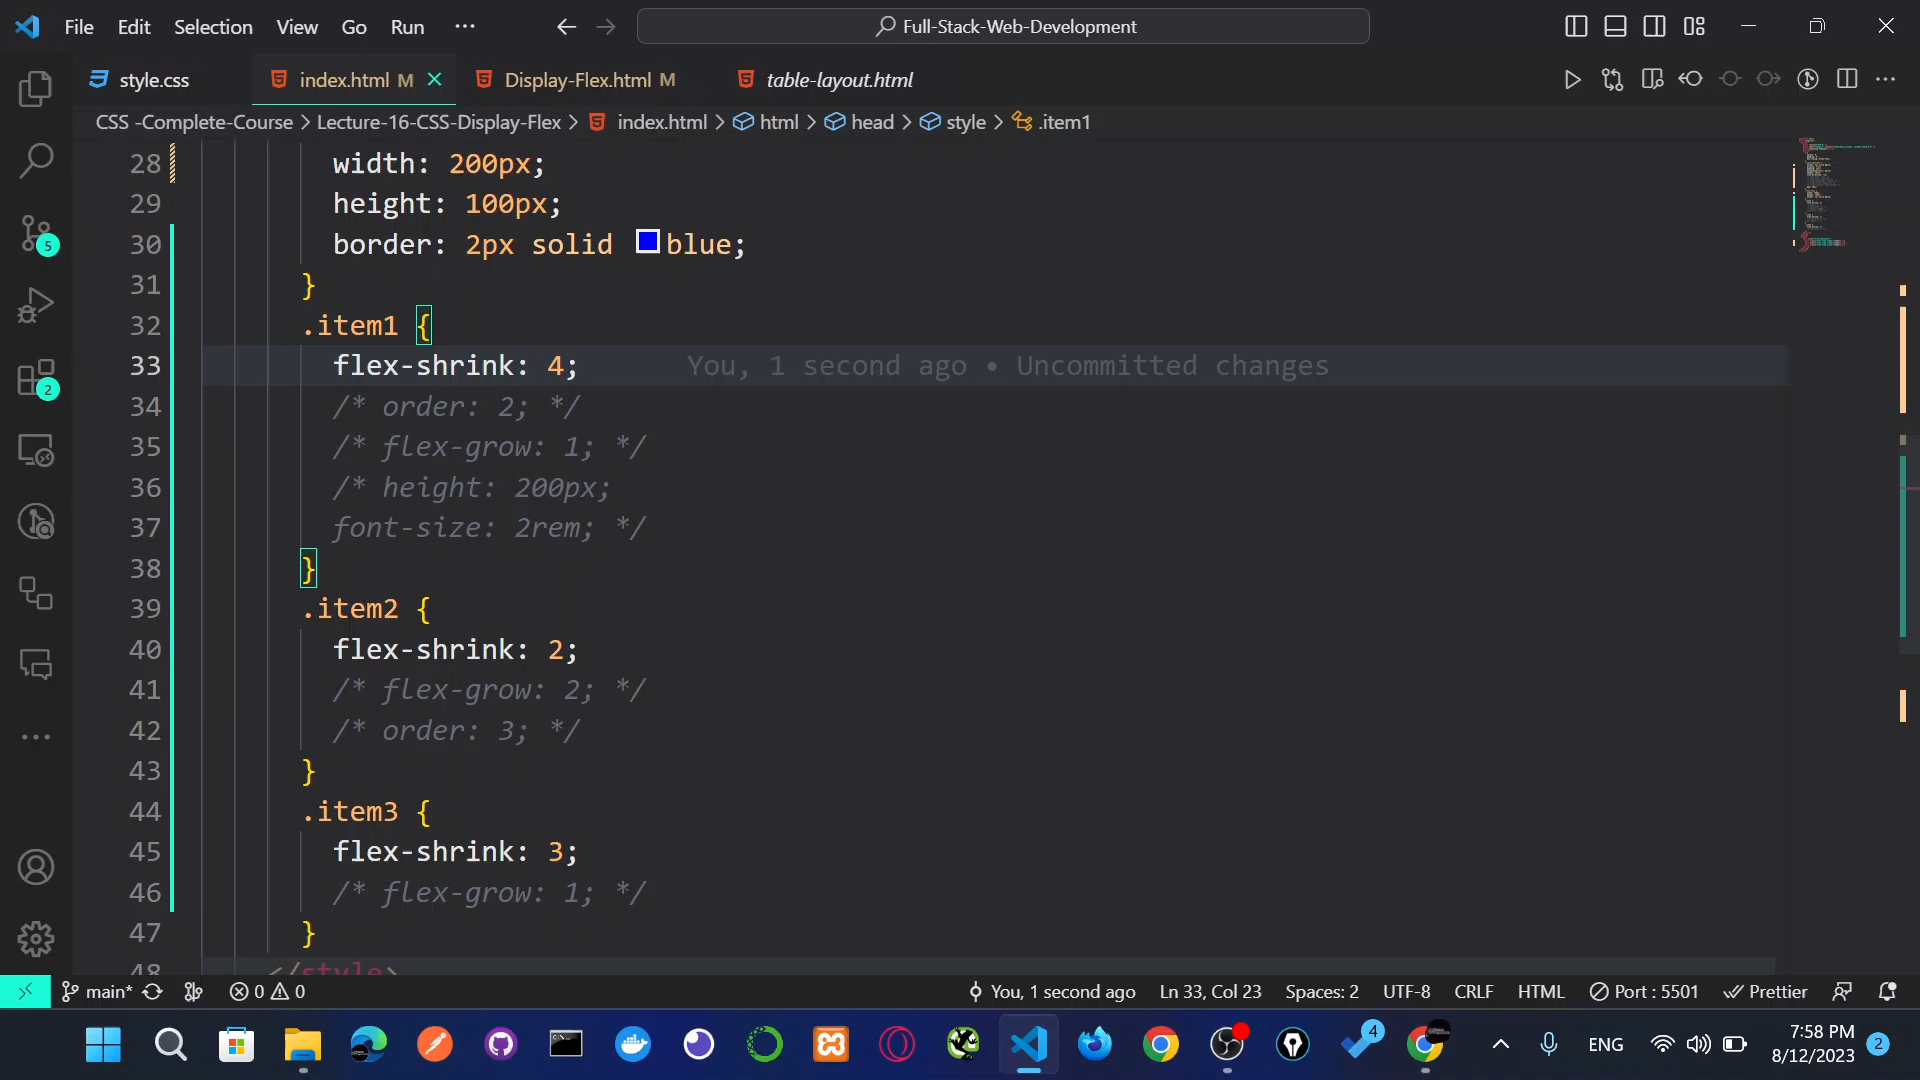 File Edit Selection View Go Run ··· Full-Stack-Web-Development
style.css index.html M Display-Flex.html M table-layout.html
CSS -Complete-Course > Lecture-16-CSS-Display-Flex > index.html > html > head > style > .item1
28 width: 200px;
29 height: 100px;
30 border: 2px solid blue;
31 }
32 .item1 {
33 flex-shrink: 4; You, 1 second ago • Uncommitted changes
34 /* order: 2; */
35 /* flex-grow: 1; */
36 /* height: 200px;
37 font-size: 2rem; */
38 }
39 .item2 {
40 flex-shrink: 2;
41 /* flex-grow: 2; */
42 /* order: 3; */
43 }
44 .item3 {
45 flex-shrink: 3;
46 /* flex-grow: 1; */
47 }
48 </style>
5
2
main* 0 0 You, 1 second ago Ln 33, Col 23 Spaces: 2 UTF-8 CRLF HTML Port : 5501 Prettier
4 ENG 7:58 PM 2
8/12/2023